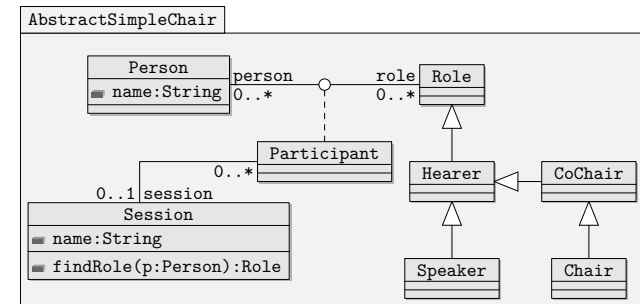 AbstractSimpleChair
Person
name:String
person
0..*
role
0..*
Role
Participant
0..*
0..1 session
Session
name:String
findRole(p:Person):Role
Hearer
CoChair
Speaker
Chair